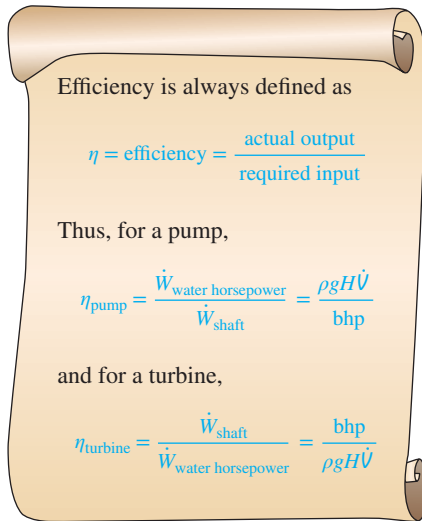 Efficiency is always defined as
η = efficiency = actual output / required input
Thus, for a pump,
η_pump = Ẇ_water horsepower / Ẇ_shaft = ρgHV̇ / bhp
and for a turbine,
η_turbine = Ẇ_shaft / Ẇ_water horsepower = bhp / ρgHV̇